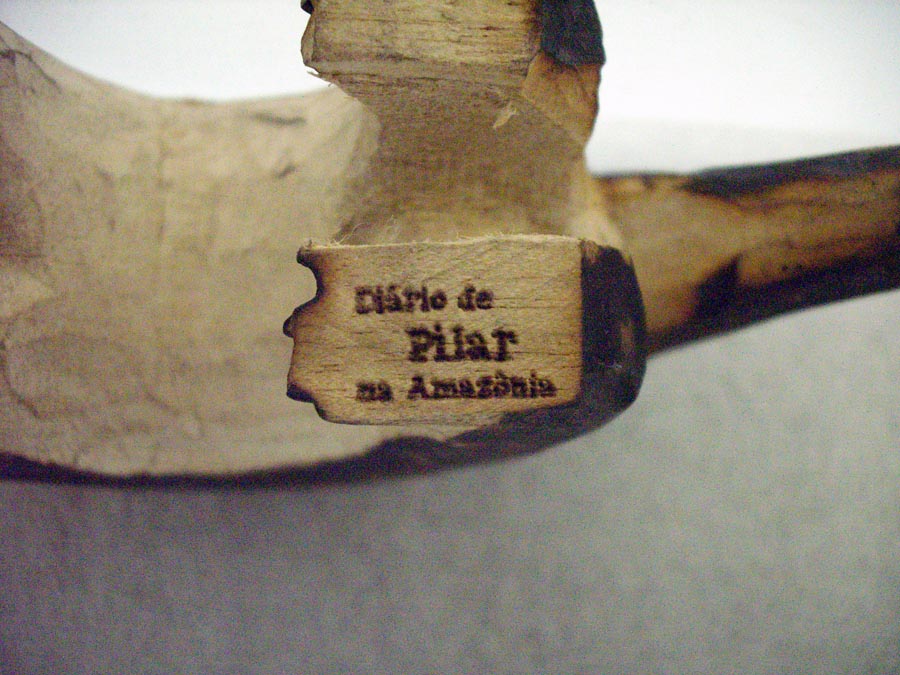 Diário de
Pilar
na Amazônia